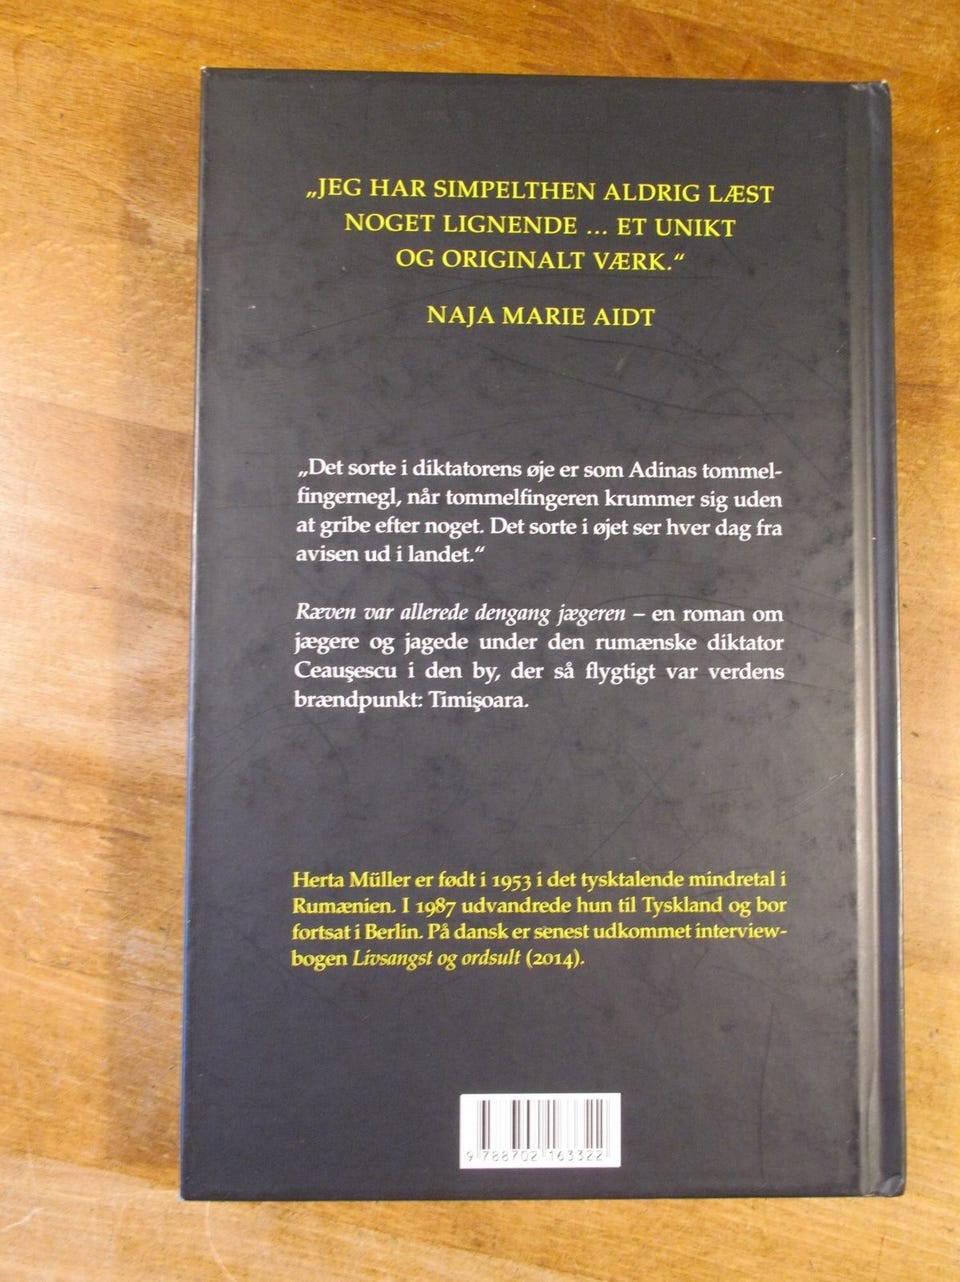 „JEG HAR SIMPELTHEN ALDRIG LÆST
NOGET LIGNENDE ... ET UNIKT
OG ORIGINALT VÆRK.“
NAJA MARIE AIDT
„Det sorte i diktatorens øje er som Adinas tommel-
fingernegl, når tommelfingeren krummer sig uden
at gribe efter noget. Det sorte i øjet ser hver dag fra
avisen ud i landet.“
Ræven var allerede dengang jægeren – en roman om
jægere og jagede under den rumænske diktator
Ceauşescu i den by, der så flygtigt var verdens
brændpunkt: Timişoara.
Herta Müller er født i 1953 i det tysktalende mindretal i
Rumænien. I 1987 udvandrede hun til Tyskland og bor
fortsat i Berlin. På dansk er senest udkommet interview-
bogen Livsangst og ordsult (2014).
9 788702 163322